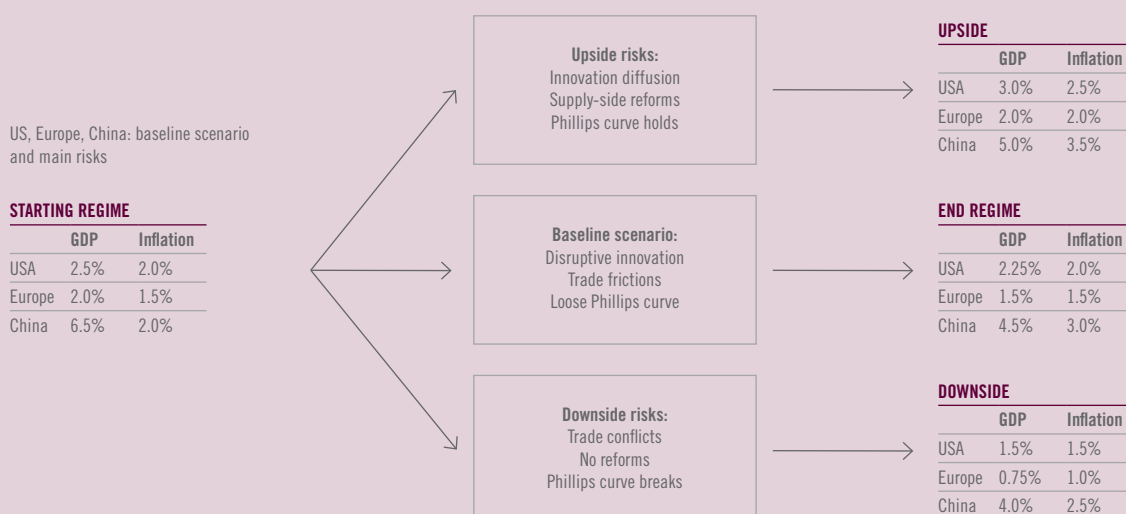 US, Europe, China: baseline scenario
and main risks
STARTING REGIME
GDP Inflation
USA 2.5% 2.0%
Europe 2.0% 1.5%
China 6.5% 2.0%
Upside risks:
Innovation diffusion
Supply-side reforms
Phillips curve holds
Baseline scenario:
Disruptive innovation
Trade frictions
Loose Phillips curve
Downside risks:
Trade conflicts
No reforms
Phillips curve breaks
UPSIDE
GDP Inflation
USA 3.0% 2.5%
Europe 2.0% 2.0%
China 5.0% 3.5%
END REGIME
GDP Inflation
USA 2.25% 2.0%
Europe 1.5% 1.5%
China 4.5% 3.0%
DOWNSIDE
GDP Inflation
USA 1.5% 1.5%
Europe 0.75% 1.0%
China 4.0% 2.5%